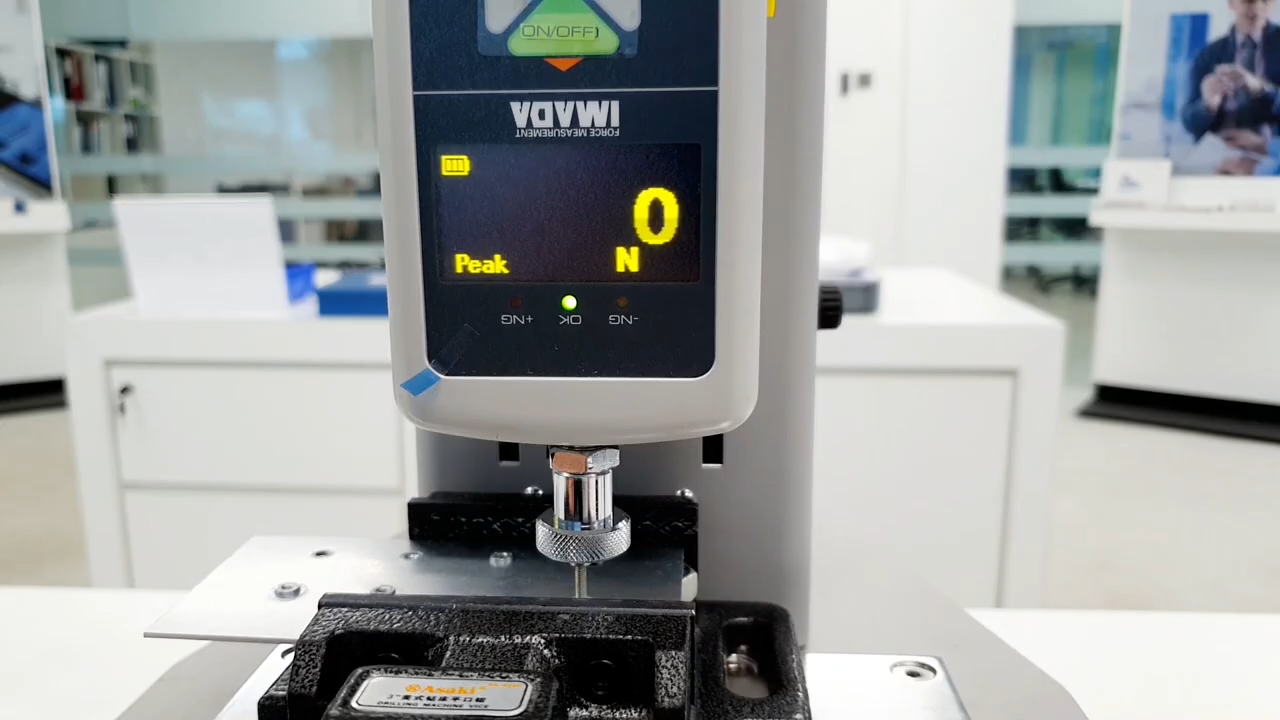 ON/OFF
IMADA
FORCE MEASUREMENT
0
Peak N
+NG OK -NG
Asaki
DRILLING MACHINE VICE